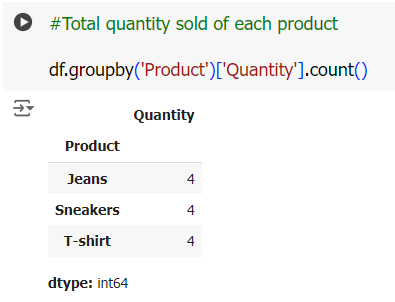 #Total quantity sold of each product
df.groupby('Product')['Quantity'].count()
Quantity
Product
Jeans 4
Sneakers 4
T-shirt 4
dtype: int64